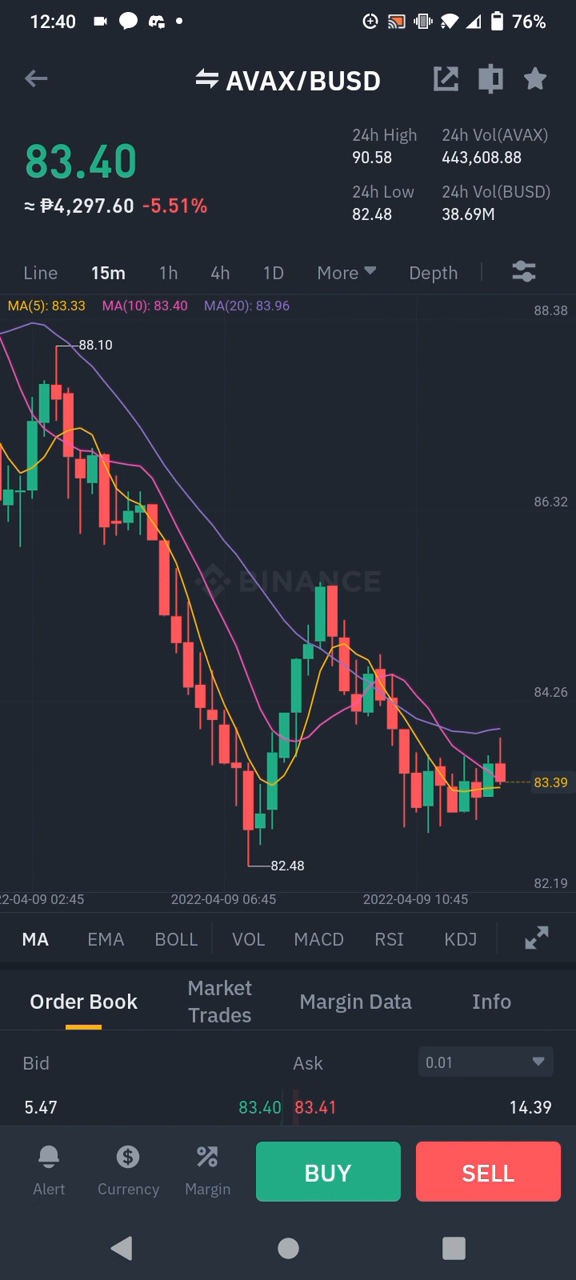 12:40 76%
AVAX/BUSD
83.40
≈ ₱4,297.60 -5.51%
24h High 24h Vol(AVAX)
90.58 443,608.88
24h Low 24h Vol(BUSD)
82.48 38.69M
Line 15m 1h 4h 1D More Depth
MA(5): 83.33 MA(10): 83.40 MA(20): 83.96
88.38
88.10
86.32
BINANCE
84.26
83.39
82.48
82.19
22-04-09 02:45 2022-04-09 06:45 2022-04-09 10:45
MA EMA BOLL VOL MACD RSI KDJ
Order Book Market Trades Margin Data Info
Bid Ask 0.01
5.47 83.40 83.41 14.39
Alert Currency Margin BUY SELL